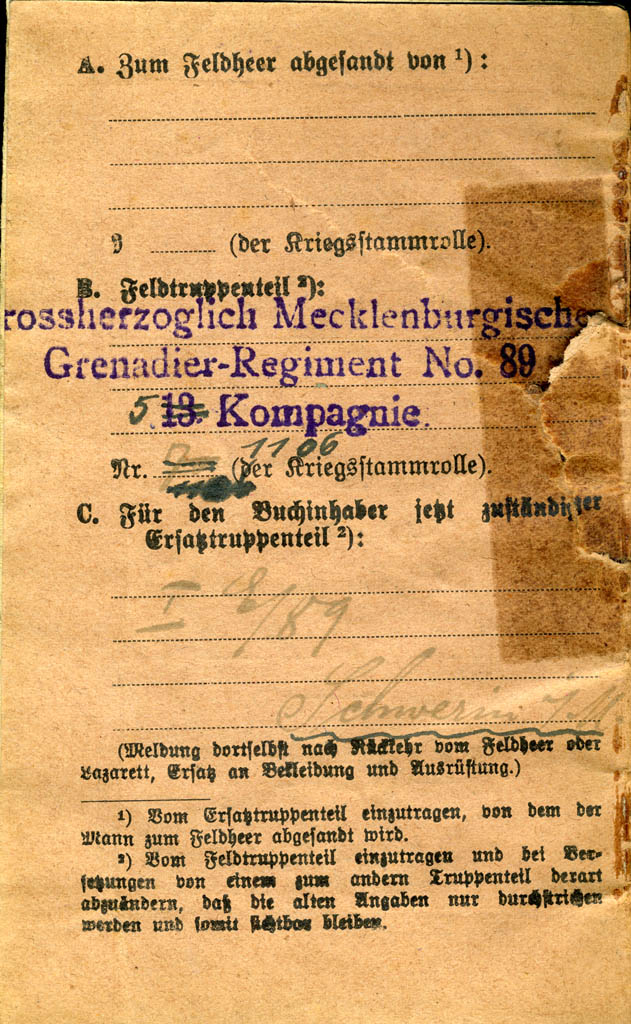 A. Zum Feldheer abgesandt von ¹) :
(der Kriegsstammrolle).
B. Feldtruppenteil ²):
rossherzoglich Mecklenburgische
Grenadier-Regiment No. 89
5 13. Kompagnie.
1106
Nr. (der Kriegsstammrolle).
C. Für den Buchinhaber jetzt zuständiger
Ersatztruppenteil ²):
I /89
Schwerin i/M
(Meldung dortselbst nach Rückkehr vom Feldheer oder
Lazarett, Ersatz an Bekleidung und Ausrüstung.)
¹) Vom Ersatztruppenteil einzutragen, von dem der
Mann zum Feldheer abgesandt wird.
²) Vom Feldtruppenteil einzutragen und bei Ver-
setzungen von einem zum andern Truppenteil derart
abzuändern, daß die alten Angaben nur durchstrichen
werden und somit sichtbar bleiben.